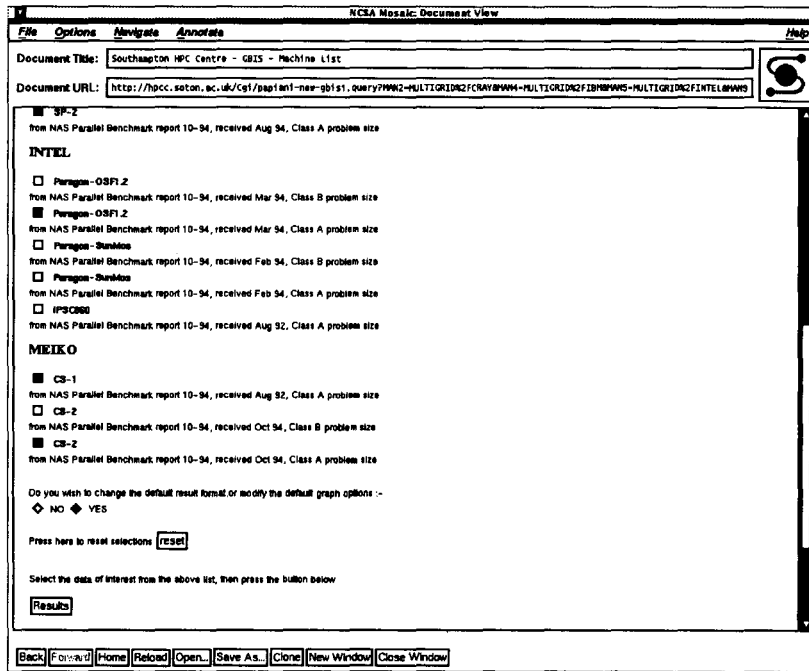 NCSA Mosaic: Document View
File Options Navigate Annotate Help
Document Title: Southampton HPC Centre - GBIS - Machine List
Document URL: http://hpcc.soton.ac.uk/Cgi/papiani-new-gbis1.query?MAN2=MULTIGRID%2FCRAY&MAN4=MULTIGRID%2FIBM&MAN5=MULTIGRID%2FINTEL&MAN9
SP-2
from NAS Parallel Benchmark report 10-94, received Aug 94, Class A problem size
INTEL
Paragon-OSF1.2
from NAS Parallel Benchmark report 10-94, received Mar 94, Class B problem size
Paragon-OSF1.2
from NAS Parallel Benchmark report 10-94, received Mar 94, Class A problem size
Paragon-SunMos
from NAS Parallel Benchmark report 10-94, received Feb 94, Class B problem size
Paragon-SunMos
from NAS Parallel Benchmark report 10-94, received Feb 94, Class A problem size
iPSC860
from NAS Parallel Benchmark report 10-94, received Aug 92, Class A problem size
MEIKO
CS-1
from NAS Parallel Benchmark report 10-94, received Aug 92, Class A problem size
CS-2
from NAS Parallel Benchmark report 10-94, received Oct 94, Class B problem size
CS-2
from NAS Parallel Benchmark report 10-94, received Oct 94, Class A problem size
Do you wish to change the default result format,or modify the default graph options :-
NO YES
Press here to reset selections reset
Select the data of interest from the above list, then press the button below
Results
Back Forward Home Reload Open... Save As... Clone New Window Close Window